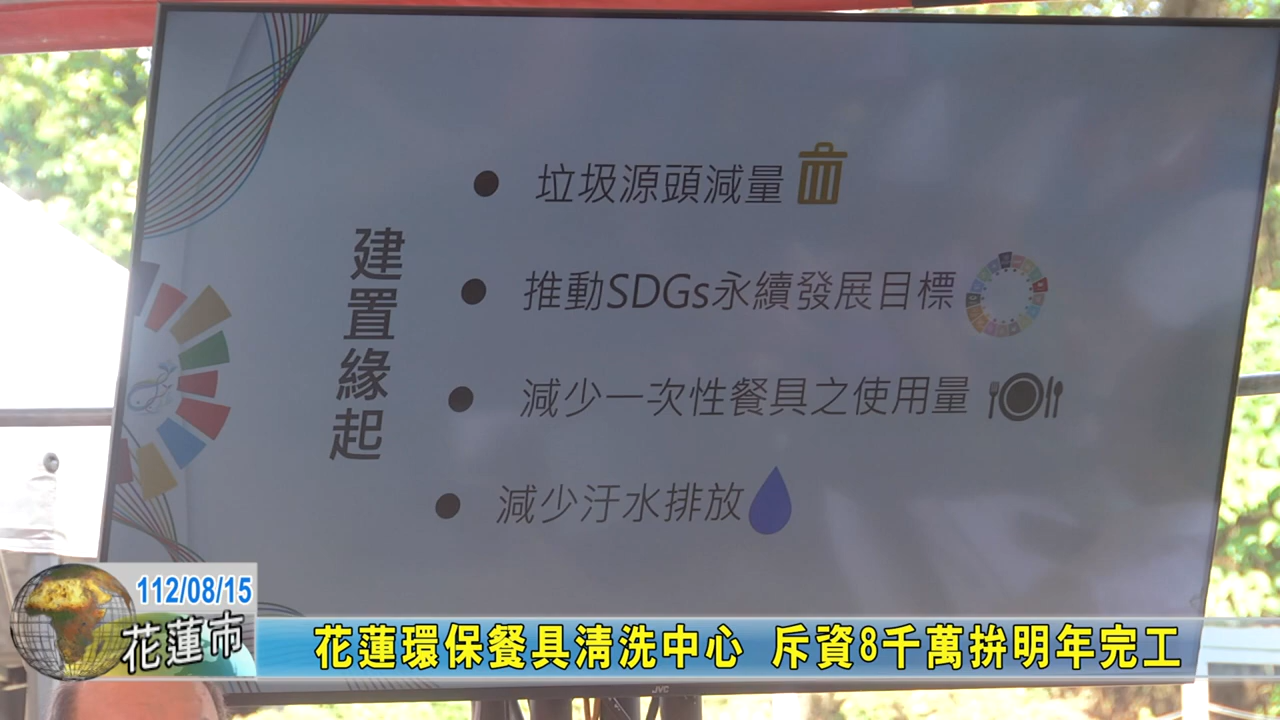 建置緣起
垃圾源頭減量
推動SDGs永續發展目標
減少一次性餐具之使用量
減少汙水排放
JVC
112/08/15
花蓮市
花蓮環保餐具清洗中心 斥資8千萬拚明年完工